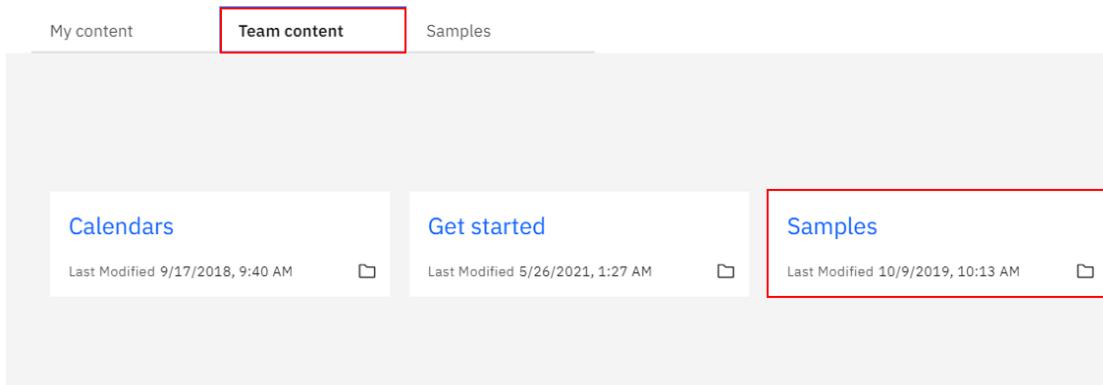 My content Team content Samples
Calendars Get started Samples
Last Modified 9/17/2018, 9:40 AM Last Modified 5/26/2021, 1:27 AM Last Modified 10/9/2019, 10:13 AM